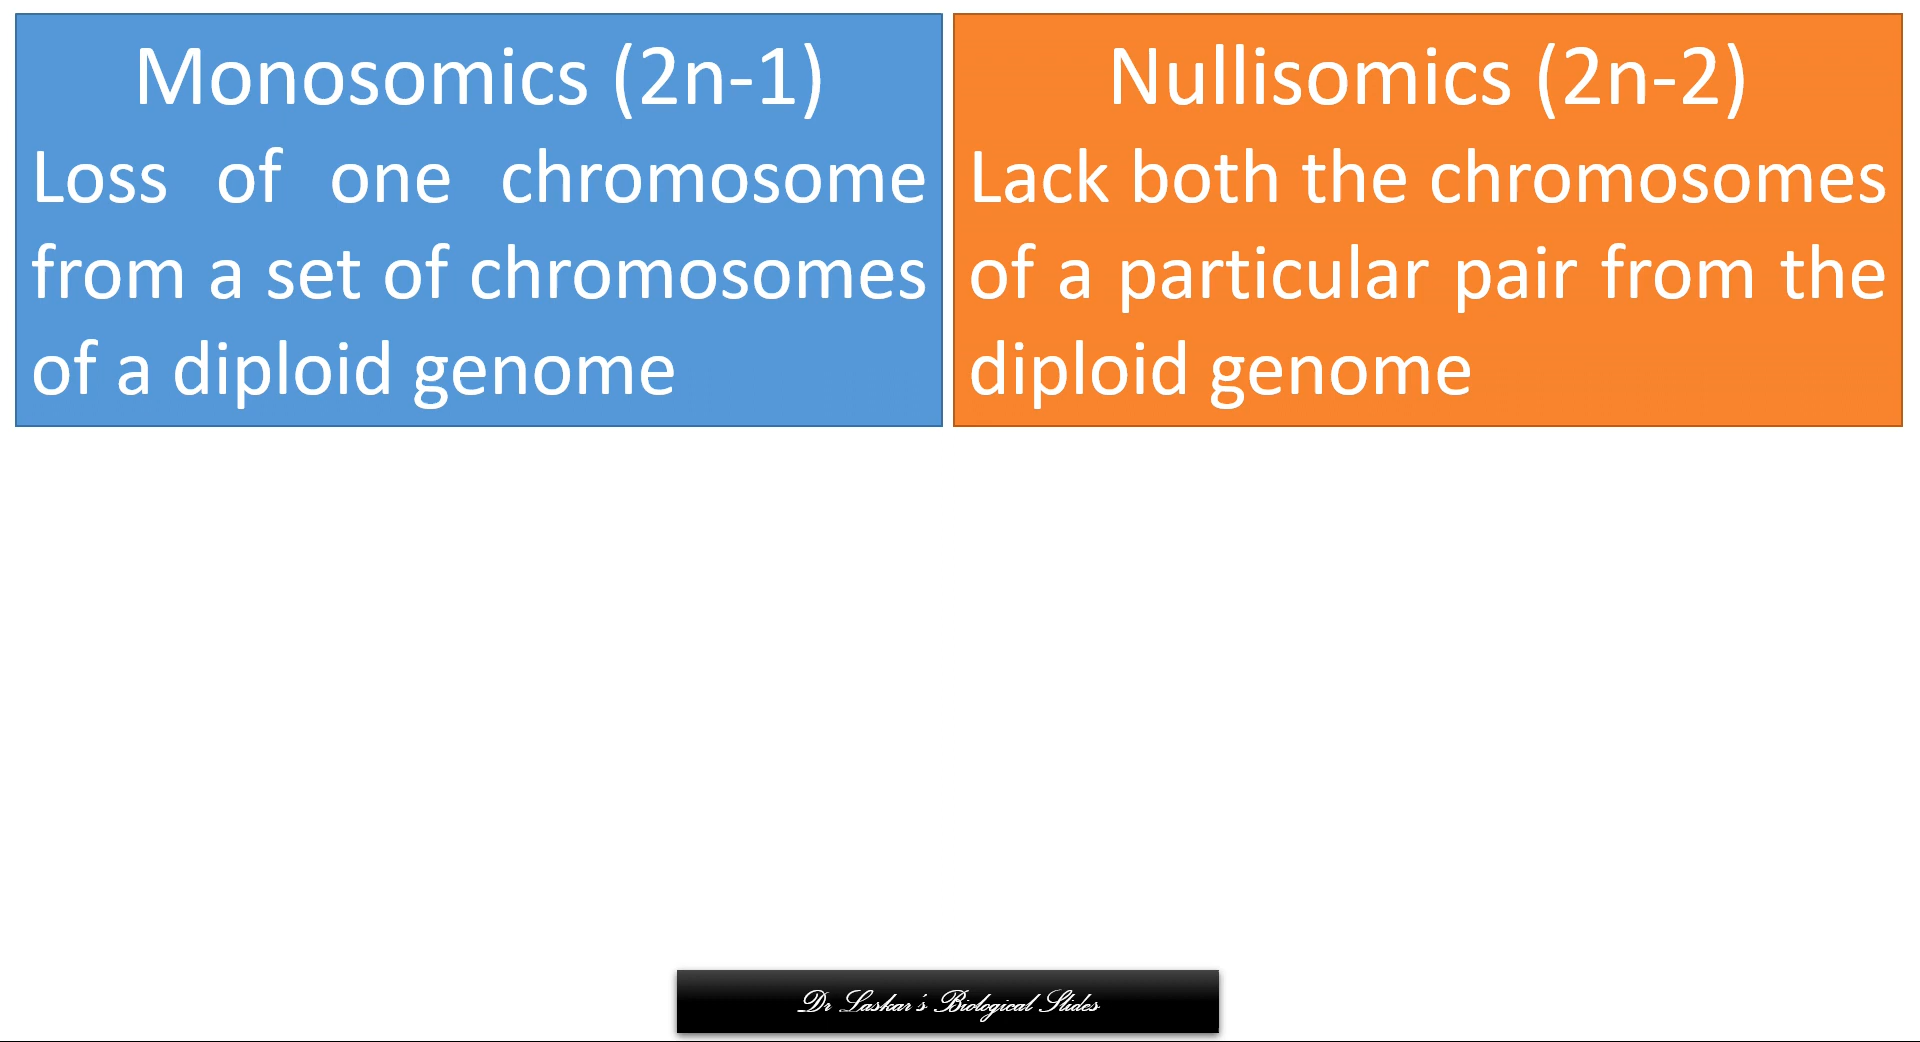 Monosomics (2n-1)
Loss of one chromosome
from a set of chromosomes
of a diploid genome
Nullisomics (2n-2)
Lack both the chromosomes
of a particular pair from the
diploid genome
Dr Laskar's Biological Slides